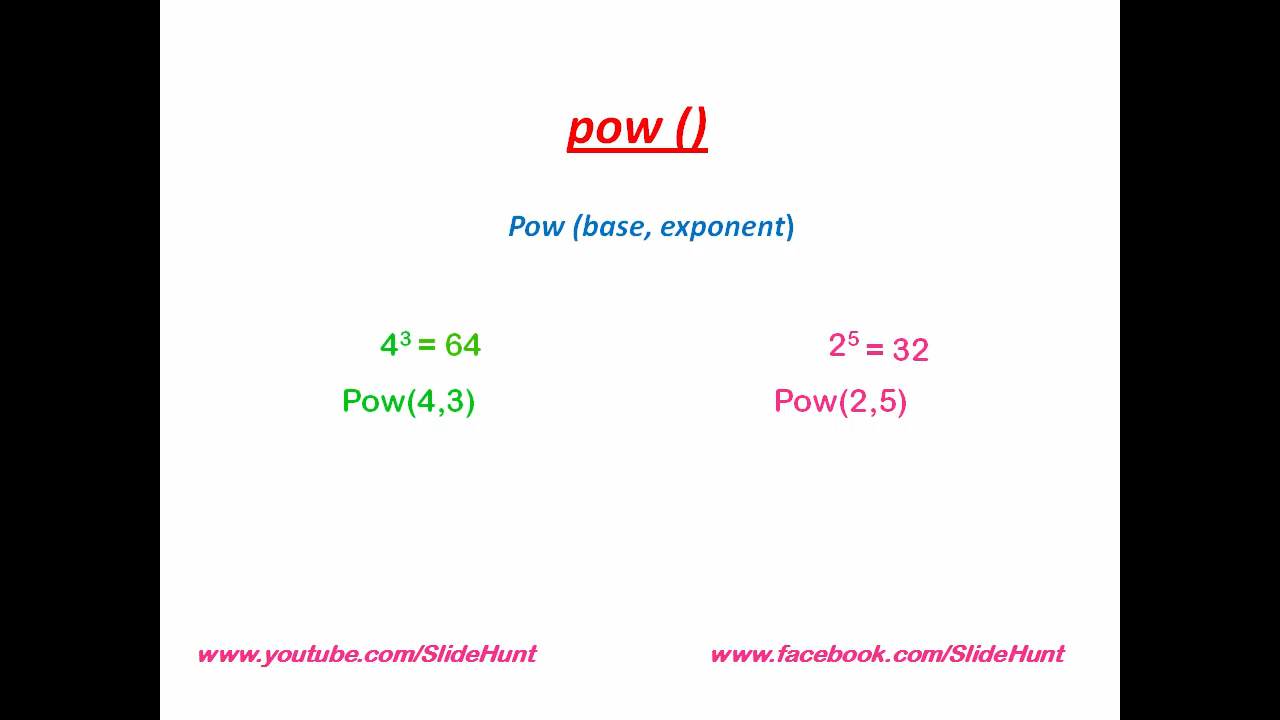 pow ()
Pow (base, exponent)
4³ = 64
Pow(4,3)
2⁵ = 32
Pow(2,5)
www.youtube.com/SlideHunt
www.facebook.com/SlideHunt